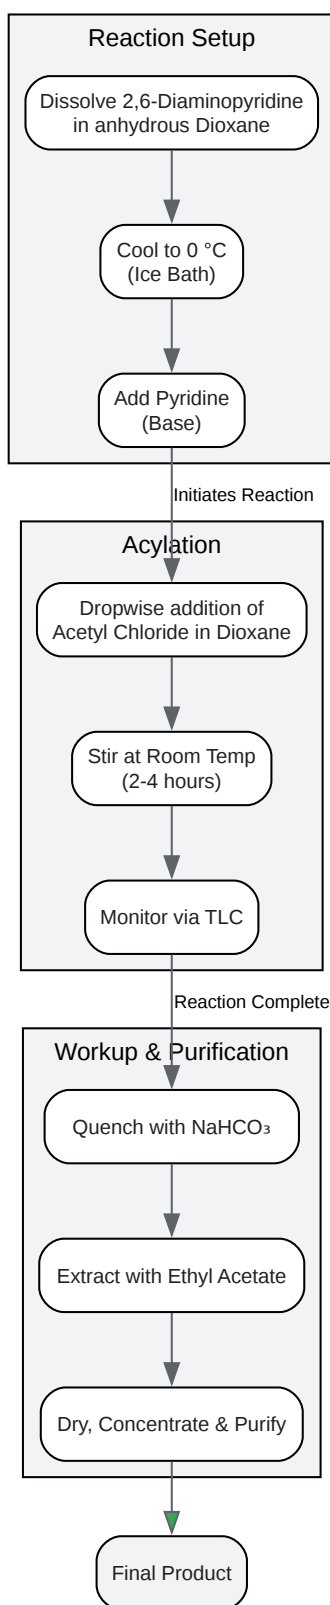 Reaction Setup
Dissolve 2,6-Diaminopyridine
in anhydrous Dioxane
Cool to 0 °C
(Ice Bath)
Add Pyridine
(Base)
Initiates Reaction
Acylation
Dropwise addition of
Acetyl Chloride in Dioxane
Stir at Room Temp
(2-4 hours)
Monitor via TLC
Reaction Complete
Workup & Purification
Quench with NaHCO₃
Extract with Ethyl Acetate
Dry, Concentrate & Purify
Final Product